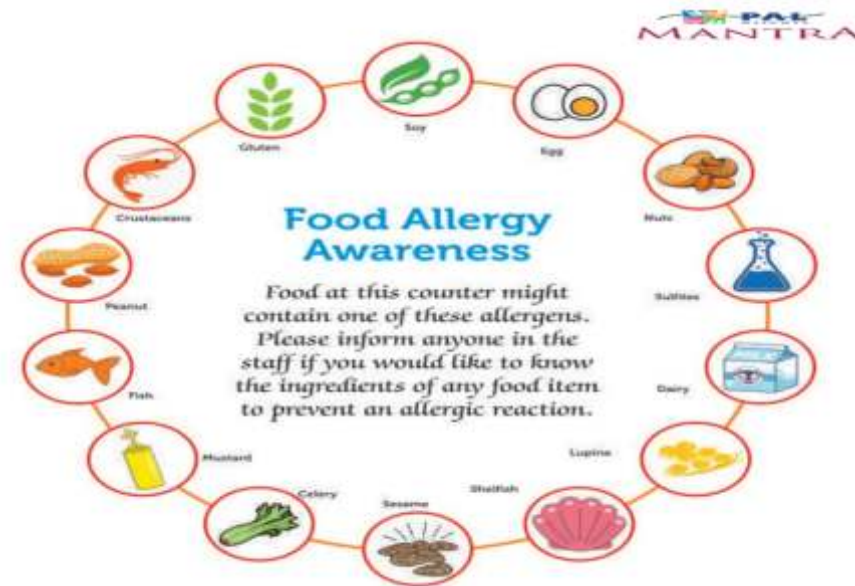 PAL
MANTRA
Soy
Egg
Gluten
Nuts
Crustaceans
Food Allergy
Awareness
Sulfites
Peanut
Food at this counter might
contain one of these allergens.
Please inform anyone in the
staff if you would like to know
the ingredients of any food item
to prevent an allergic reaction.
Fish
Dairy
Mustard
Lupine
Celery
Sesame
Shelfish